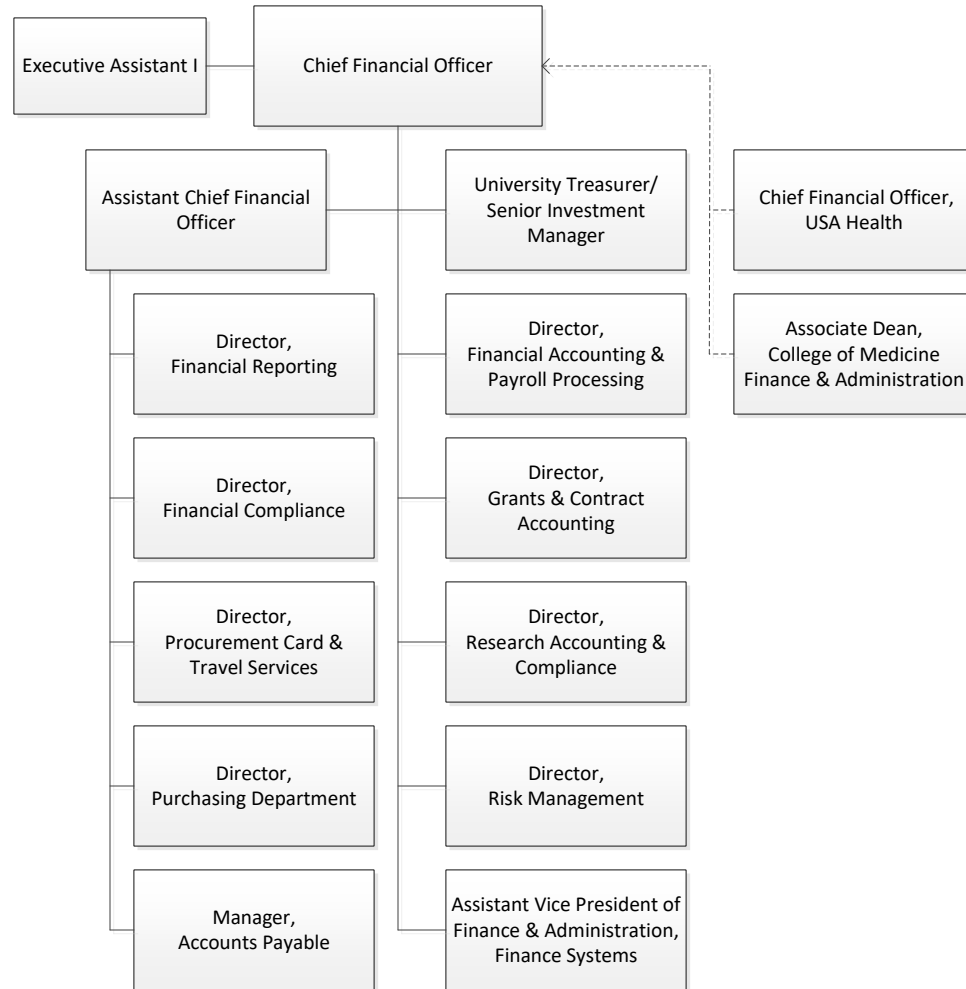 Executive Assistant I
Chief Financial Officer
Assistant Chief Financial
Officer
University Treasurer/
Senior Investment
Manager
Chief Financial Officer,
USA Health
Director,
Financial Reporting
Director,
Financial Accounting &
Payroll Processing
Associate Dean,
College of Medicine
Finance & Administration
Director,
Financial Compliance
Director,
Grants & Contract
Accounting
Director,
Procurement Card &
Travel Services
Director,
Research Accounting &
Compliance
Director,
Purchasing Department
Director,
Risk Management
Manager,
Accounts Payable
Assistant Vice President of
Finance & Administration,
Finance Systems